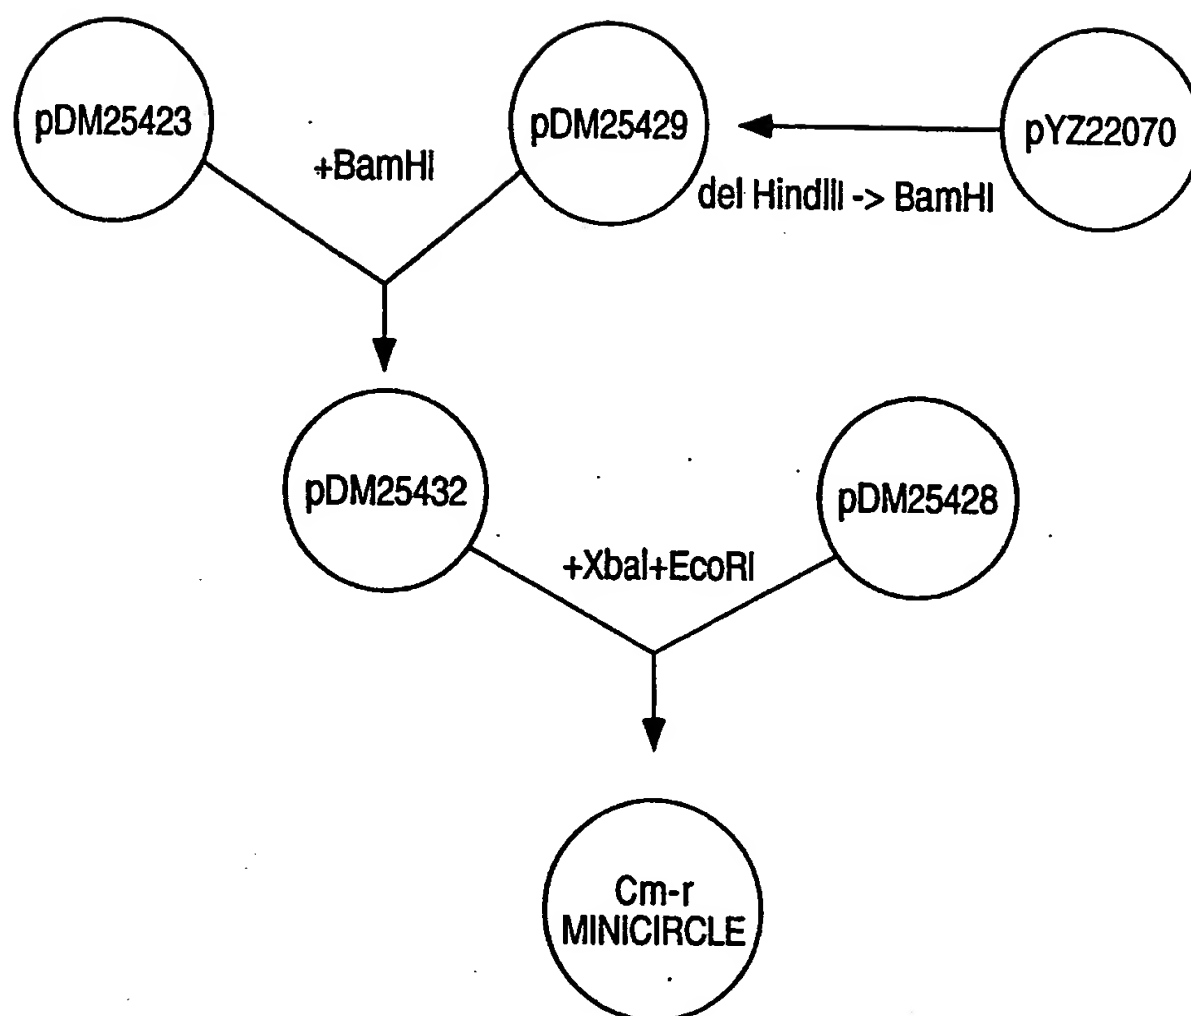 pDM25423
pDM25429
pYZ22070
+BamHI
del HindIII -> BamHI
pDM25432
pDM25428
+XbaI+EcoRI
Cm-r
MINICIRCLE